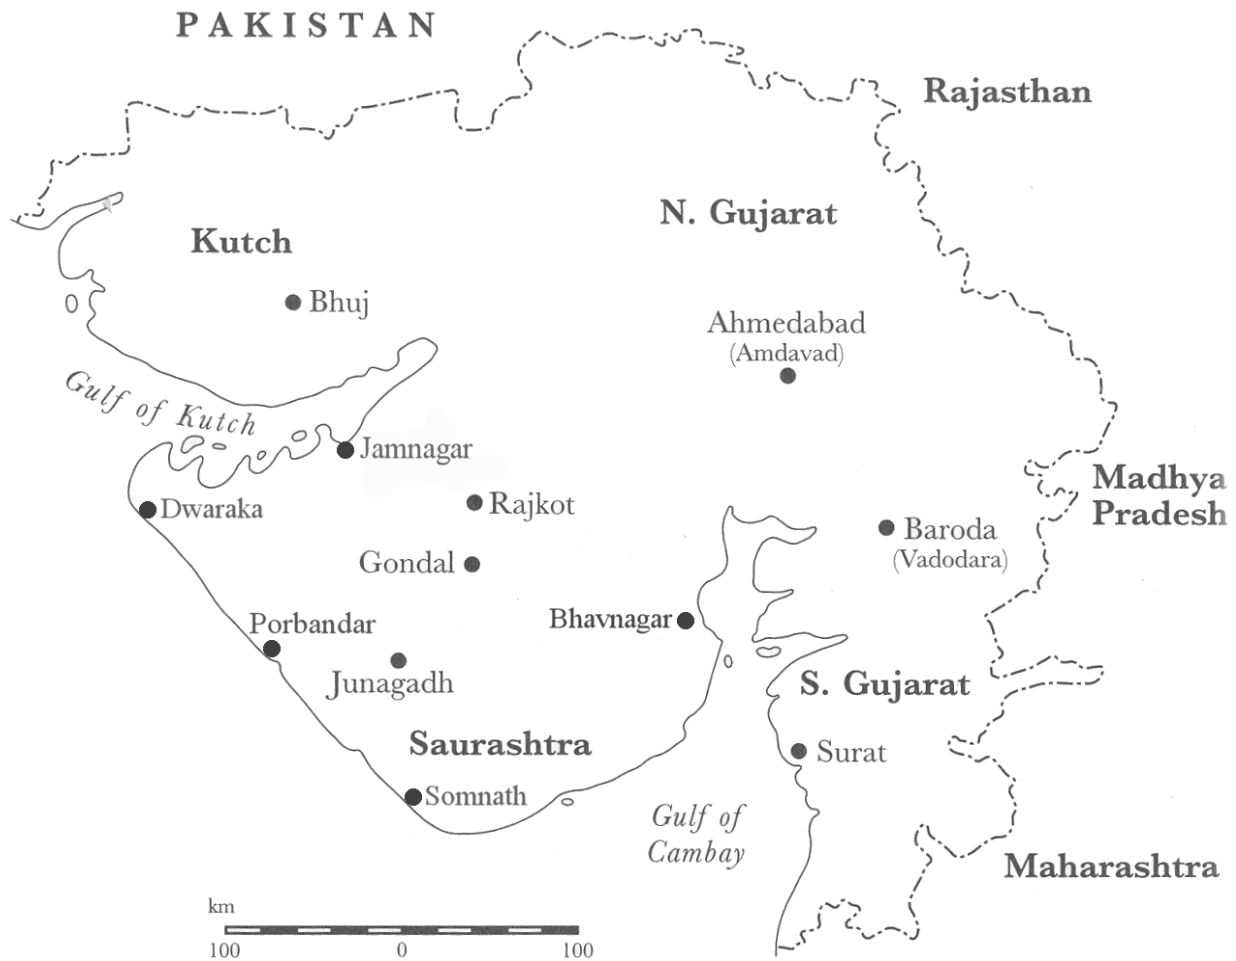 PAKISTAN
Rajasthan
N. Gujarat
Kutch
Bhuj
Ahmedabad
(Amdavad)
Gulf of Kutch
Jamnagar
Madhya
Pradesh
Rajkot
Dwaraka
Baroda
(Vadodara)
Gondal
Bhavnagar
Porbandar
Junagadh
S. Gujarat
Saurashtra
Surat
Somnath
Gulf of
Cambay
Maharashtra
km
100 0 100